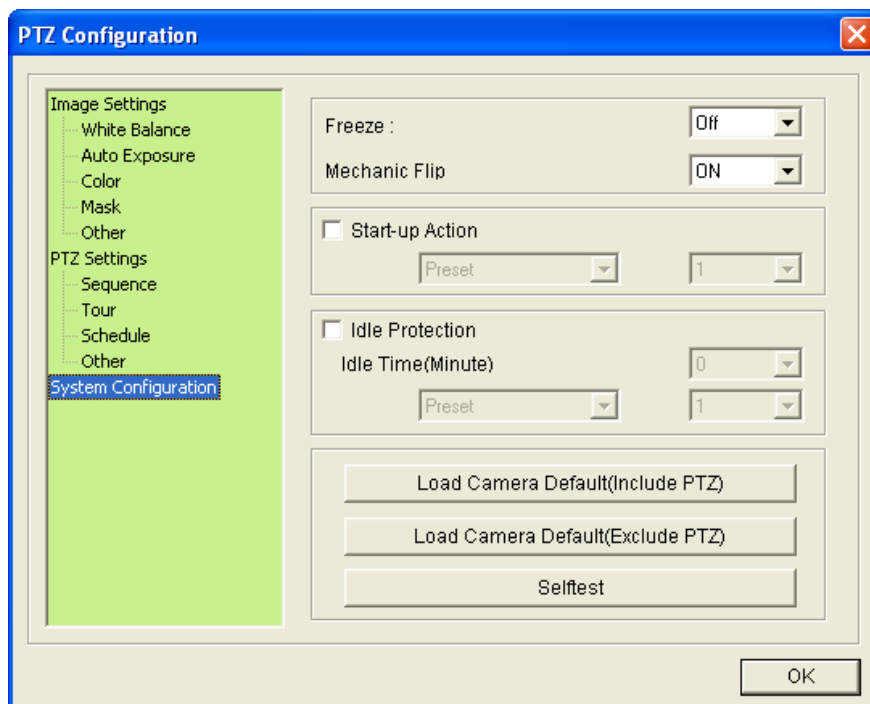 PTZ Configuration
Image Settings
White Balance
Auto Exposure
Color
Mask
Other
PTZ Settings
Sequence
Tour
Schedule
Other
System Configuration
Freeze : Off
Mechanic Flip ON
Start-up Action
Preset 1
Idle Protection
Idle Time(Minute) 0
Preset 1
Load Camera Default(Include PTZ)
Load Camera Default(Exclude PTZ)
Selftest
OK